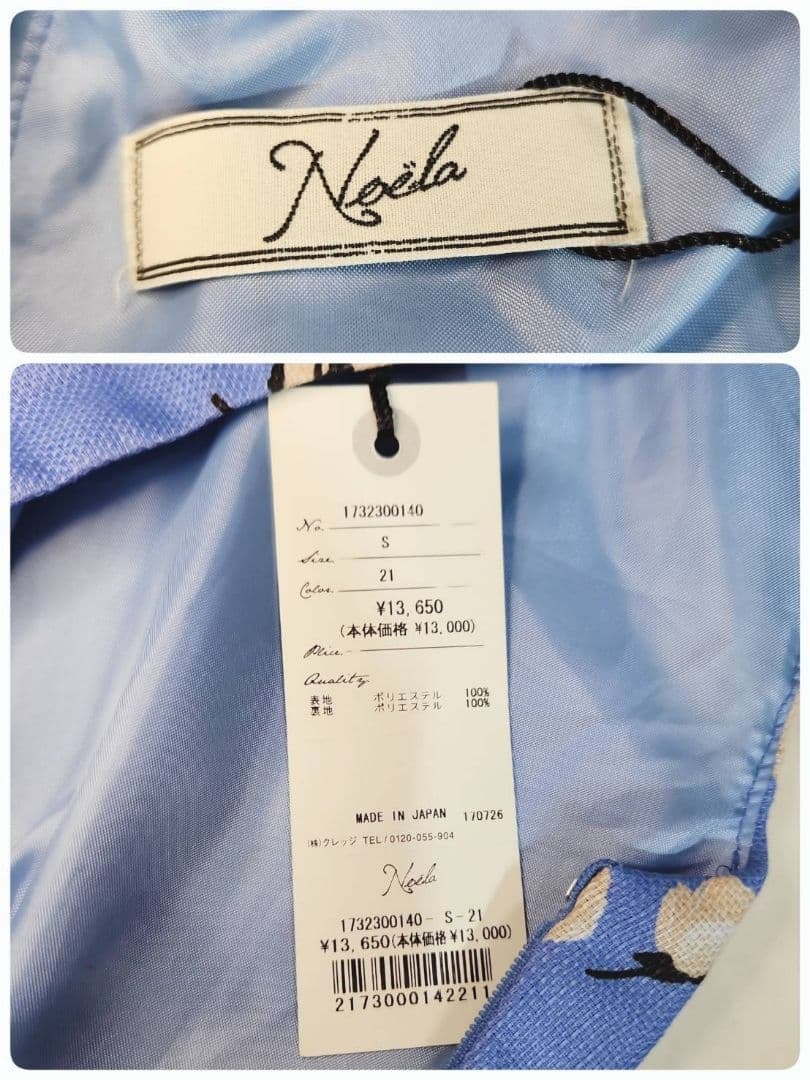 Noëla
No. 1732300140
Size. S
Color. 21
¥13,650
(本体価格 ¥13,000)
Plice.
Quality.
表地 ポリエステル 100%
裏地 ポリエステル 100%
MADE IN JAPAN 170726
(株)クレッジ TEL/0120-055-904
Noëla
1732300140- S-21
¥13,650(本体価格¥13,000)
2173000142211